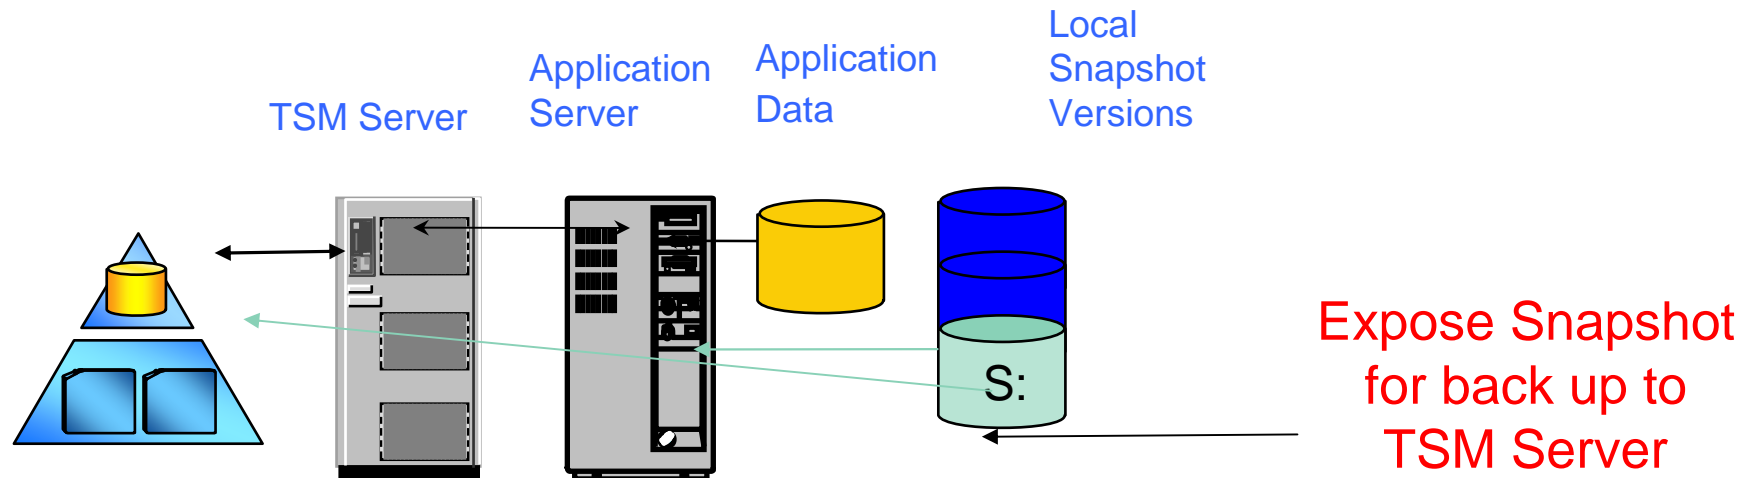 TSM Server
Application
Server
Application
Data
Local
Snapshot
Versions
S:
Expose Snapshot
for back up to
TSM Server